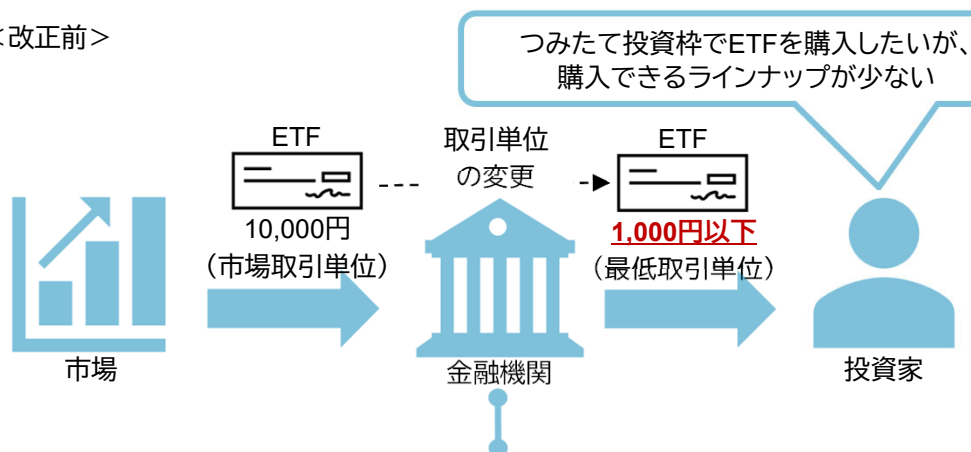 <改正前>
つみたて投資枠でETFを購入したいが、
購入できるラインナップが少ない
ETF
取引単位
の変更
ETF
10,000円
(市場取引単位)
1,000円以下
(最低取引単位)
市場
金融機関
投資家